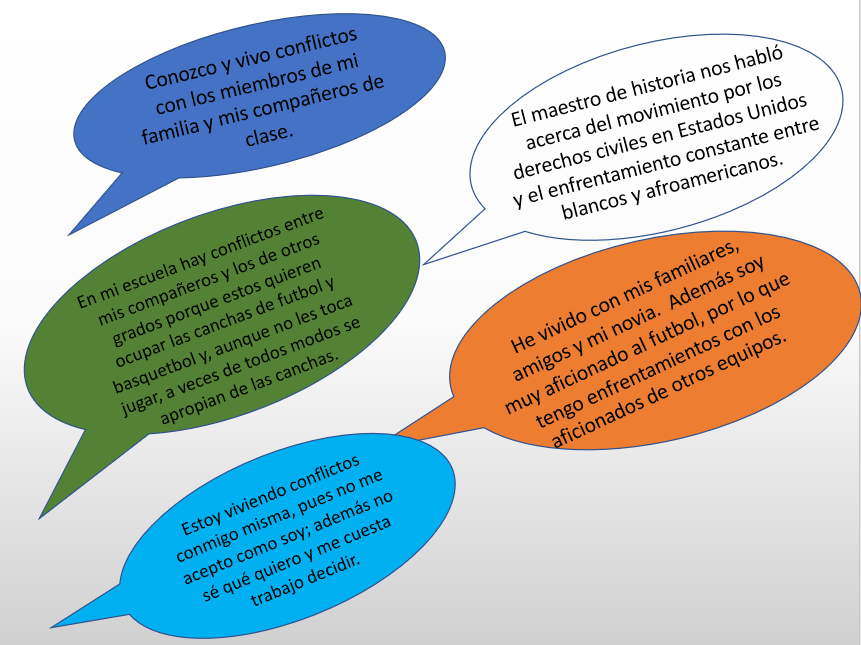 Conozco y vivo conflictos
con los miembros de mi
familia y mis compañeros de
clase.
El maestro de historia nos habló
acerca del movimiento por los
derechos civiles en Estados Unidos
y el enfrentamiento constante entre
blancos y afroamericanos.
En mi escuela hay conflictos entre
mis compañeros y los de otros
grados porque estos quieren
ocupar las canchas de futbol y
basquetbol y, aunque no les toca
jugar, a veces de todos modos se
apropian de las canchas.
He vivido con mis familiares,
amigos y mi novia. Además soy
muy aficionado al futbol, por lo que
tengo enfrentamientos con los
aficionados de otros equipos.
Estoy viviendo conflictos
conmigo misma, pues no me
acepto como soy; además no
sé qué quiero y me cuesta
trabajo decidir.